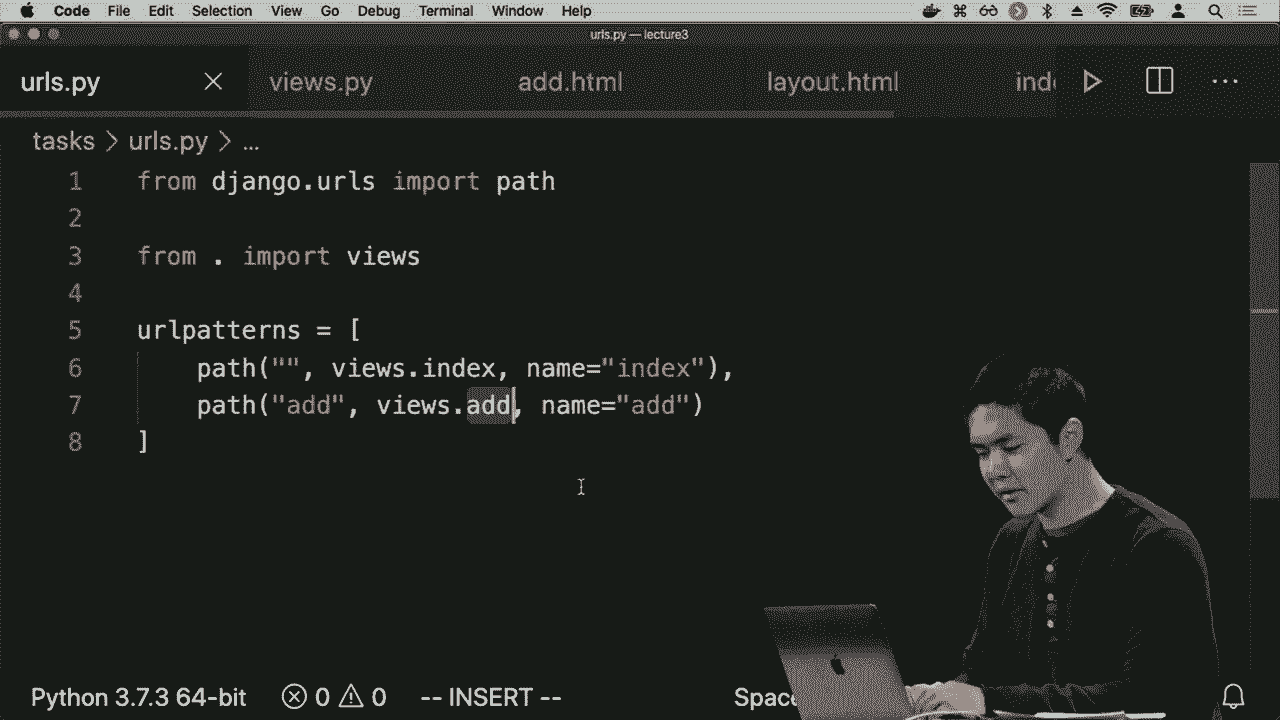 Code File Edit Selection View Go Debug Terminal Window Help
urls.py — lecture3
urls.py views.py add.html layout.html
tasks > urls.py > ...
1 from django.urls import path
2
3 from . import views
4
5 urlpatterns = [
6 path("", views.index, name="index"),
7 path("add", views.add, name="add")
8 ]
Python 3.7.3 64-bit 0 0 -- INSERT --